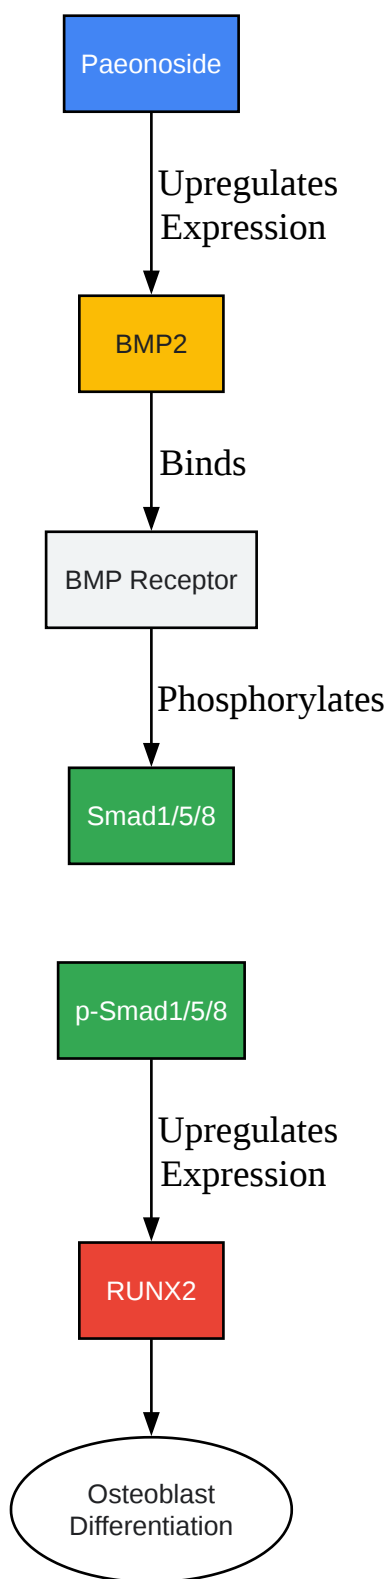 Paeonoside
Upregulates
Expression
BMP2
Binds
BMP Receptor
Phosphorylates
Smad1/5/8
p-Smad1/5/8
Upregulates
Expression
RUNX2
Osteoblast
Differentiation